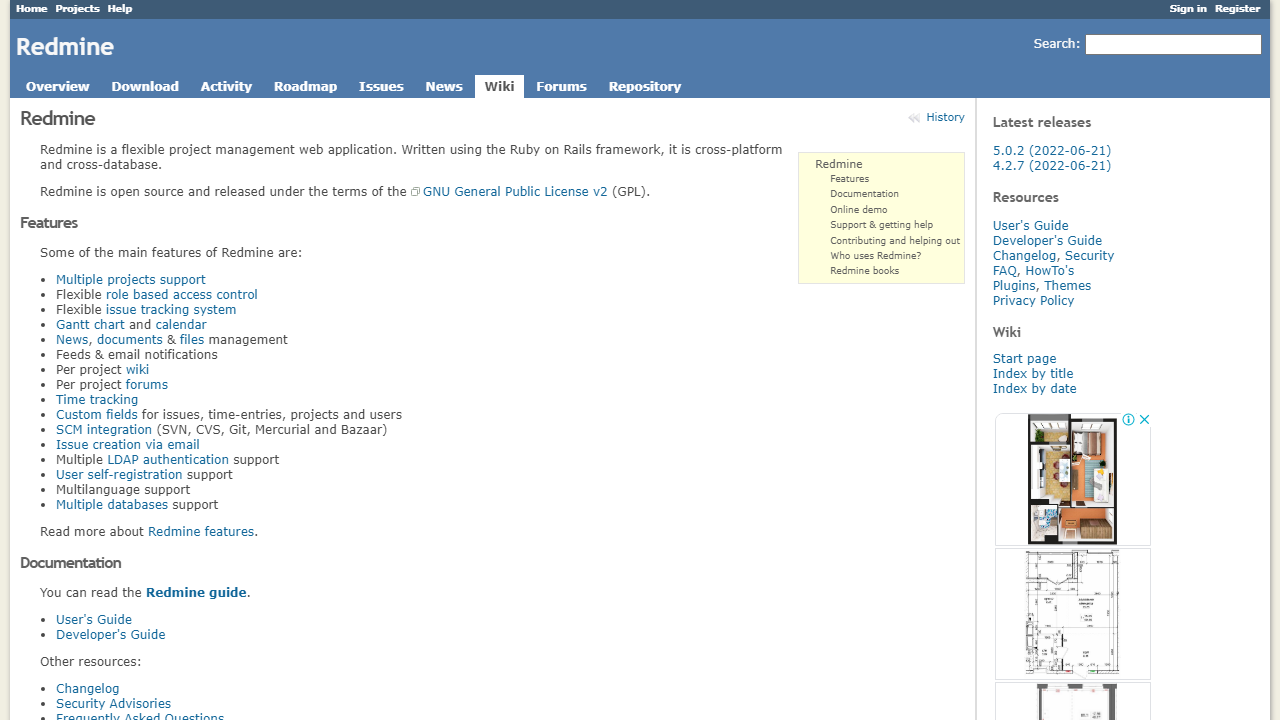 Home Projects Help
Sign in Register
Redmine
Search:
Overview Download Activity Roadmap Issues News Wiki Forums Repository
Redmine
History
Redmine is a flexible project management web application. Written using the Ruby on Rails framework, it is cross-platform
and cross-database.
Redmine is open source and released under the terms of the GNU General Public License v2 (GPL).
Redmine
Features
Documentation
Online demo
Support & getting help
Contributing and helping out
Who uses Redmine?
Redmine books
Features
Some of the main features of Redmine are:
Multiple projects support
Flexible role based access control
Flexible issue tracking system
Gantt chart and calendar
News, documents & files management
Feeds & email notifications
Per project wiki
Per project forums
Time tracking
Custom fields for issues, time-entries, projects and users
SCM integration (SVN, CVS, Git, Mercurial and Bazaar)
Issue creation via email
Multiple LDAP authentication support
User self-registration support
Multilanguage support
Multiple databases support
Read more about Redmine features.
Documentation
You can read the Redmine guide.
User's Guide
Developer's Guide
Other resources:
Changelog
Security Advisories
Frequently Asked Questions
Latest releases
5.0.2 (2022-06-21)
4.2.7 (2022-06-21)
Resources
User's Guide
Developer's Guide
Changelog, Security
FAQ, HowTo's
Plugins, Themes
Privacy Policy
Wiki
Start page
Index by title
Index by date